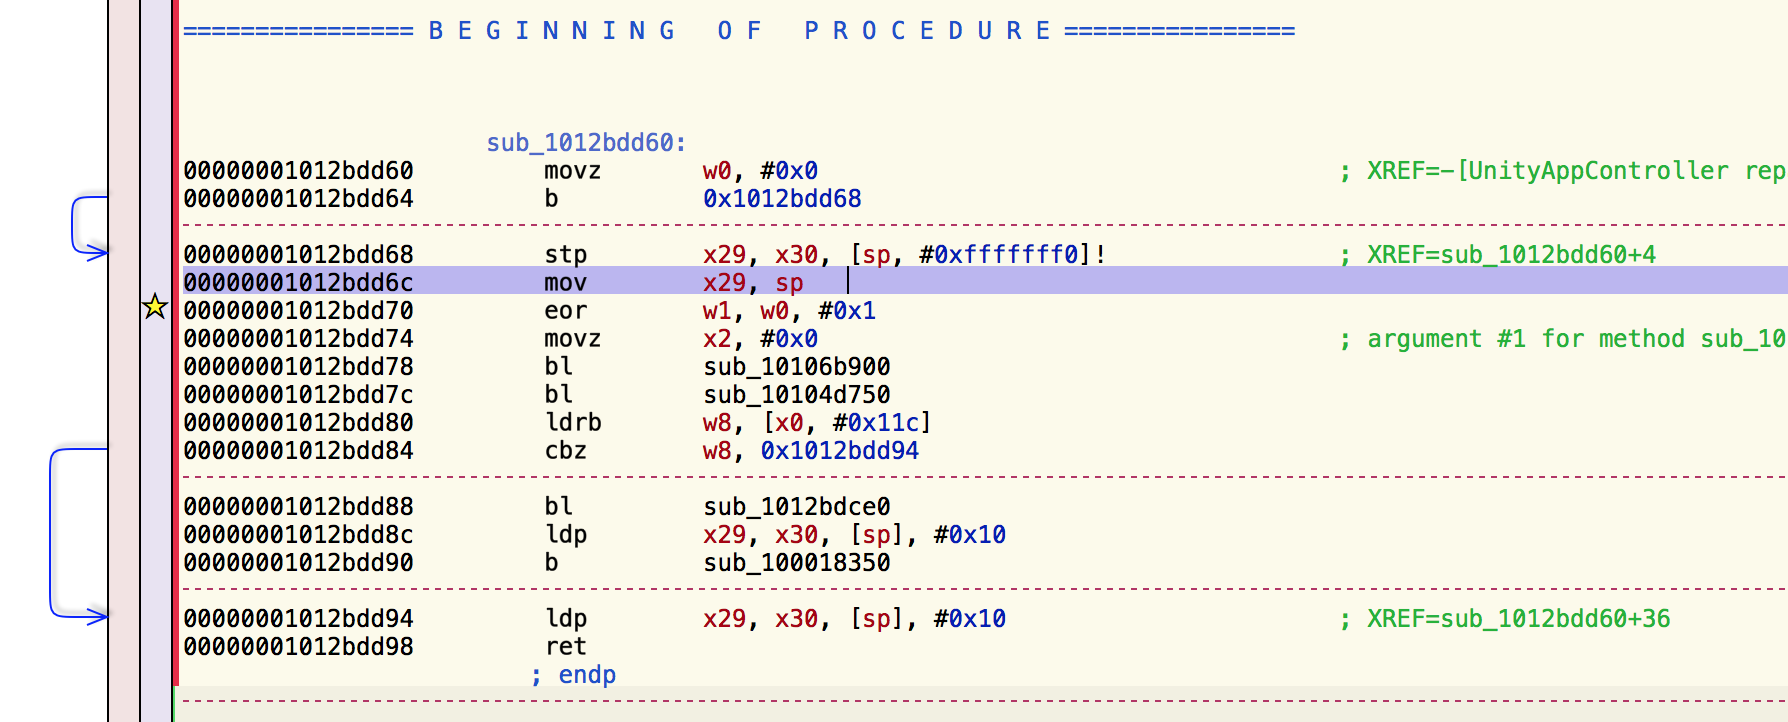 ================ B E G I N N I N G   O F   P R O C E D U R E ================
sub_1012bdd60:
00000001012bdd60 movz w0, #0x0 ; XREF=-[UnityAppController rep
00000001012bdd64 b 0x1012bdd68
00000001012bdd68 stp x29, x30, [sp, #0xfffffff0]! ; XREF=sub_1012bdd60+4
00000001012bdd6c mov x29, sp
00000001012bdd70 eor w1, w0, #0x1
00000001012bdd74 movz x2, #0x0 ; argument #1 for method sub_10
00000001012bdd78 bl sub_10106b900
00000001012bdd7c bl sub_10104d750
00000001012bdd80 ldrb w8, [x0, #0x11c]
00000001012bdd84 cbz w8, 0x1012bdd94
00000001012bdd88 bl sub_1012bdce0
00000001012bdd8c ldp x29, x30, [sp], #0x10
00000001012bdd90 b sub_100018350
00000001012bdd94 ldp x29, x30, [sp], #0x10 ; XREF=sub_1012bdd60+36
00000001012bdd98 ret
; endp